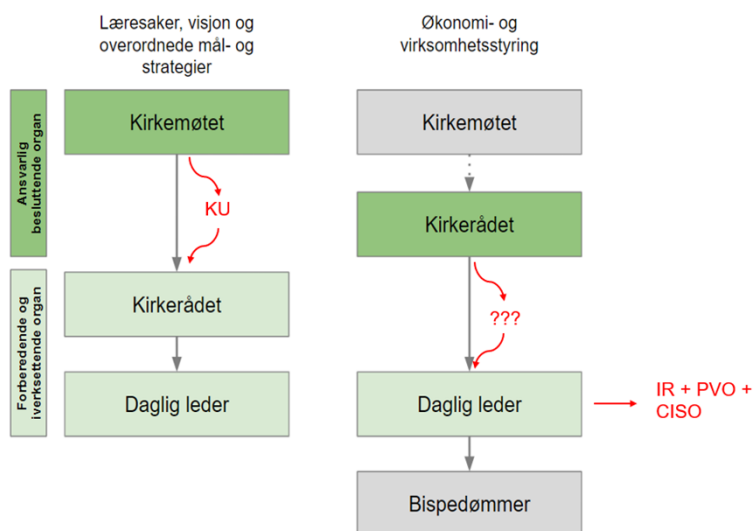 Læresaker, visjon og
overordnede mål- og
strategier
Økonomi- og
virksomhetsstyring
Ansvarlig
besluttende organ
Kirkemøtet
Kirkemøtet
KU
Kirkerådet
Forberedende og
iverksettende organ
Kirkerådet
???
Daglig leder
Daglig leder
IR + PVO +
CISO
Bispedømmer